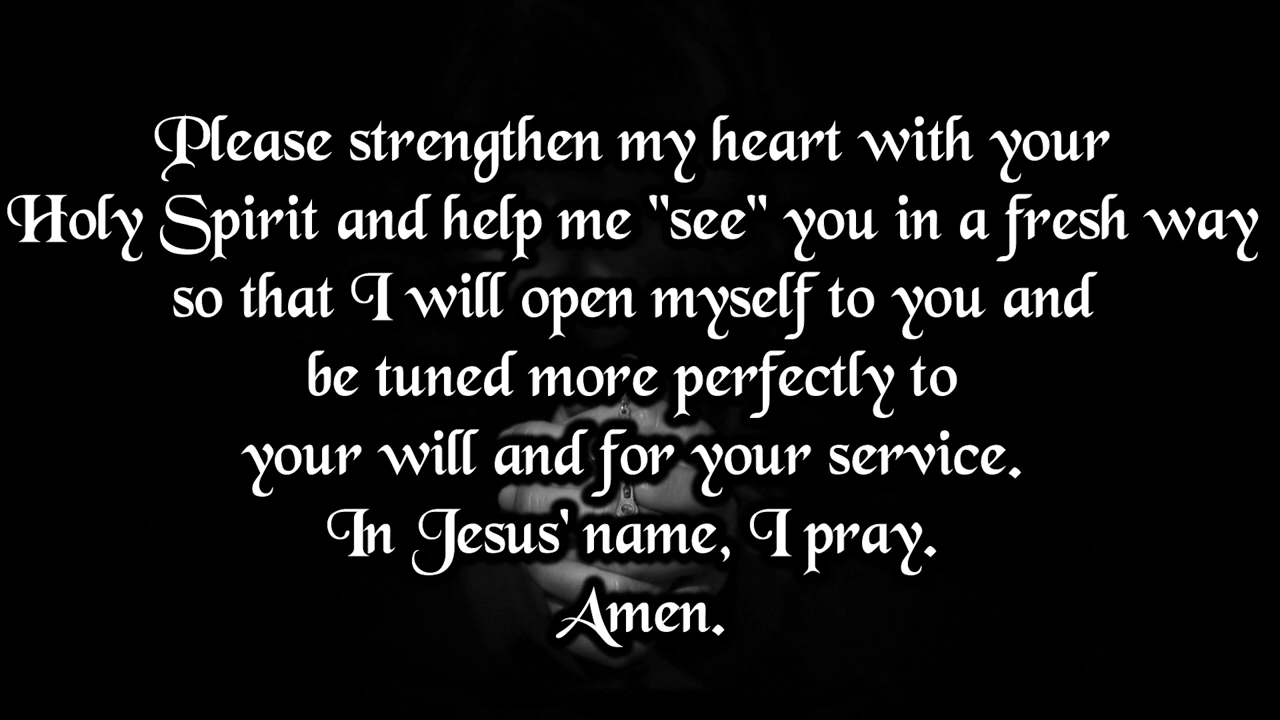 Please strengthen my heart with your
Holy Spirit and help me "see" you in a fresh way
so that I will open myself to you and
be tuned more perfectly to
your will and for your service.
In Jesus' name, I pray.
Amen.